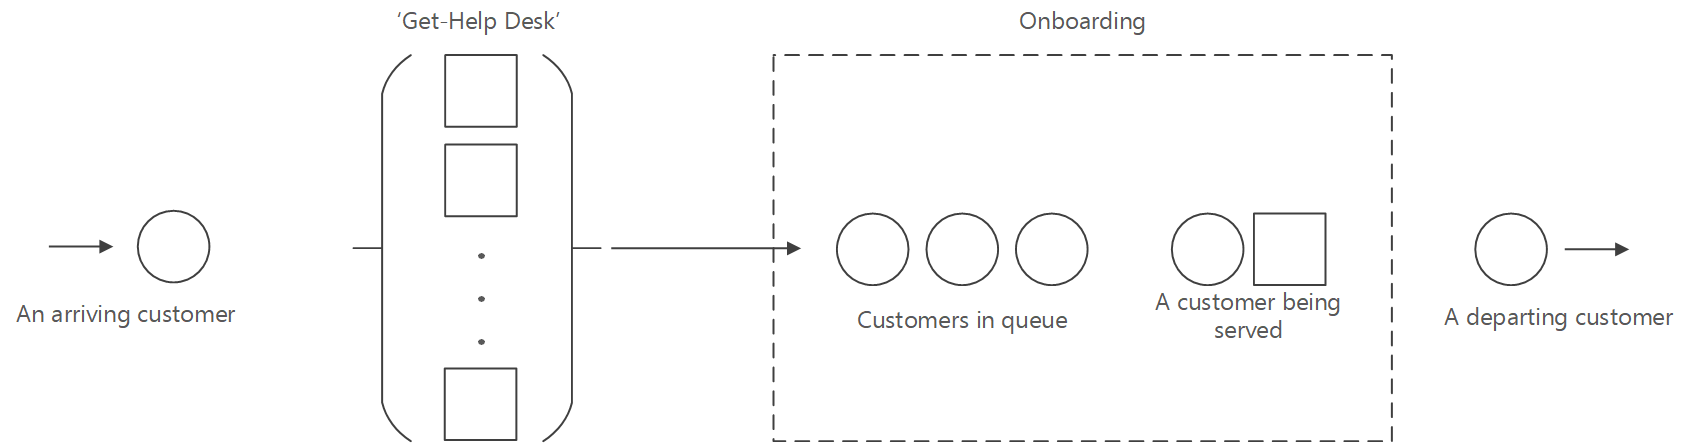 ‘Get-Help Desk’
Onboarding
An arriving customer
Customers in queue
A customer being
served
A departing customer